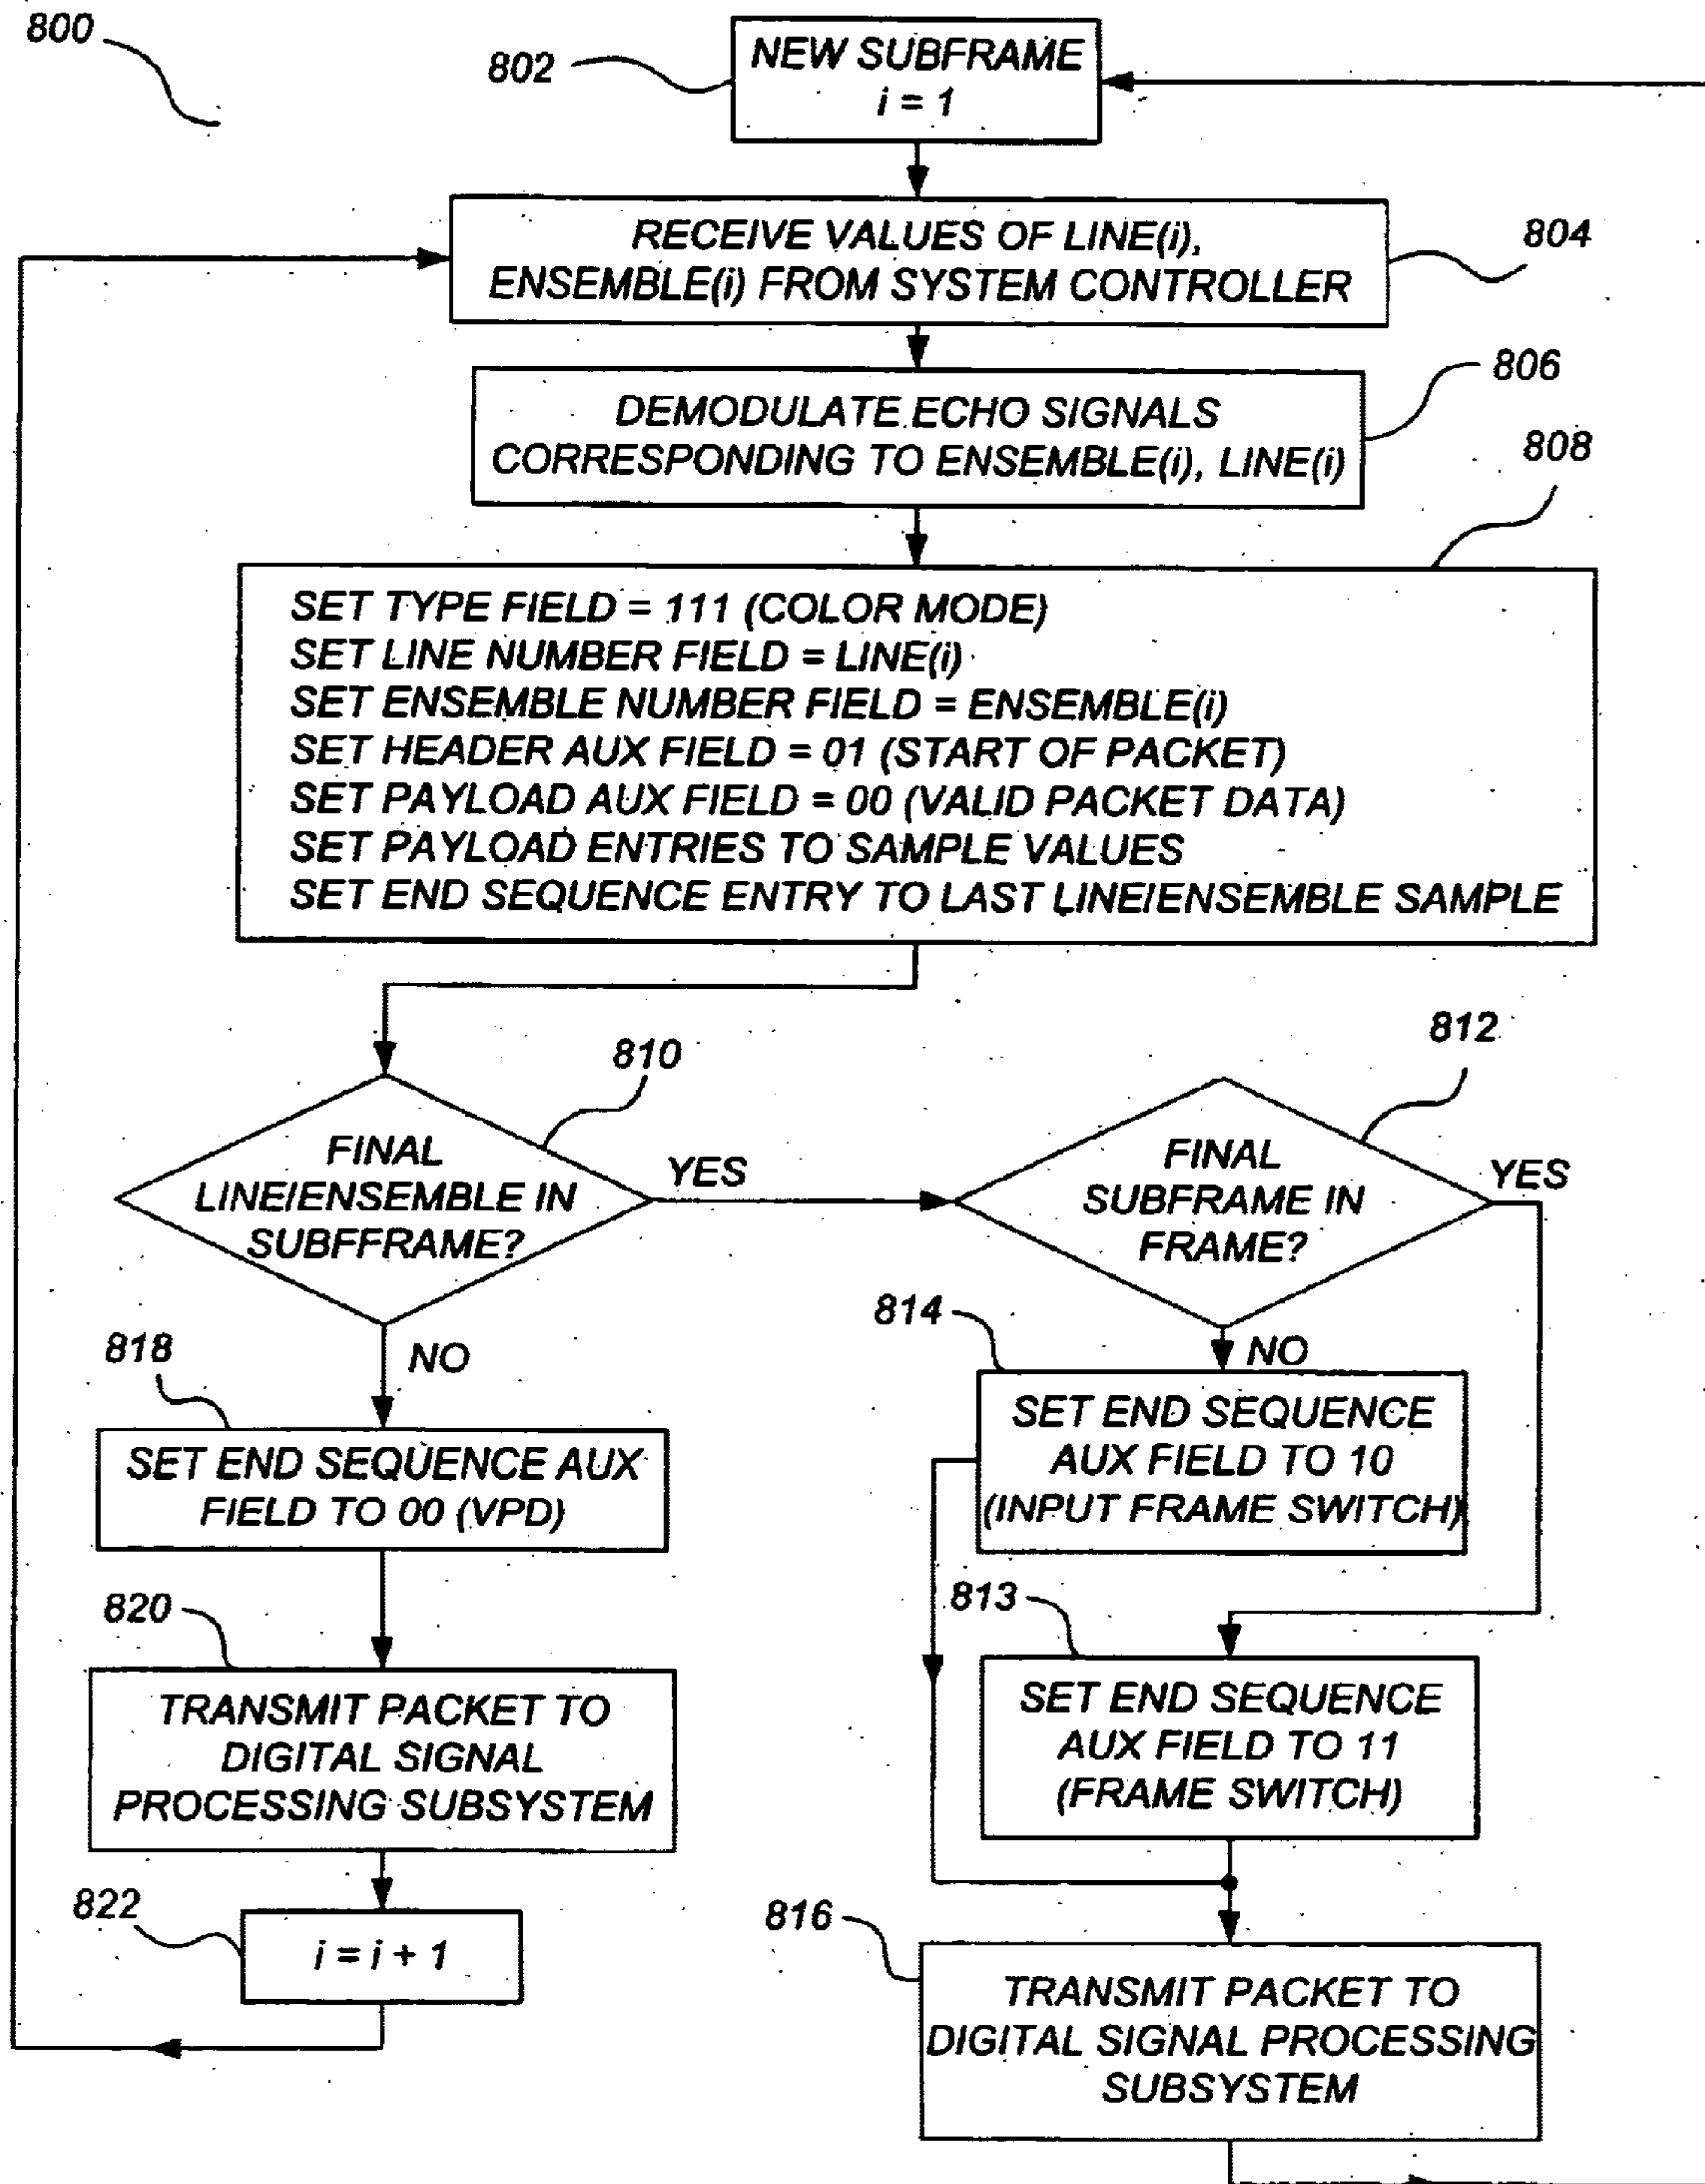 800
802
NEW SUBFRAME
i = 1
RECEIVE VALUES OF LINE(i),
ENSEMBLE(i) FROM SYSTEM CONTROLLER
804
DEMODULATE ECHO SIGNALS
CORRESPONDING TO ENSEMBLE(i), LINE(i)
806
808
SET TYPE FIELD = 111 (COLOR MODE)
SET LINE NUMBER FIELD = LINE(i)
SET ENSEMBLE NUMBER FIELD = ENSEMBLE(i)
SET HEADER AUX FIELD = 01 (START OF PACKET)
SET PAYLOAD AUX FIELD = 00 (VALID PACKET DATA)
SET PAYLOAD ENTRIES TO SAMPLE VALUES
SET END SEQUENCE ENTRY TO LAST LINE/ENSEMBLE SAMPLE
810
FINAL
LINE/ENSEMBLE IN
SUBFFRAME?
YES
812
FINAL
SUBFRAME IN
FRAME?
YES
NO
818
SET END SEQUENCE AUX
FIELD TO 00 (VPD)
NO
814
SET END SEQUENCE
AUX FIELD TO 10
(INPUT FRAME SWITCH)
820
TRANSMIT PACKET TO
DIGITAL SIGNAL
PROCESSING SUBSYSTEM
813
SET END SEQUENCE
AUX FIELD TO 11
(FRAME SWITCH)
822
i = i + 1
816
TRANSMIT PACKET TO
DIGITAL SIGNAL PROCESSING
SUBSYSTEM